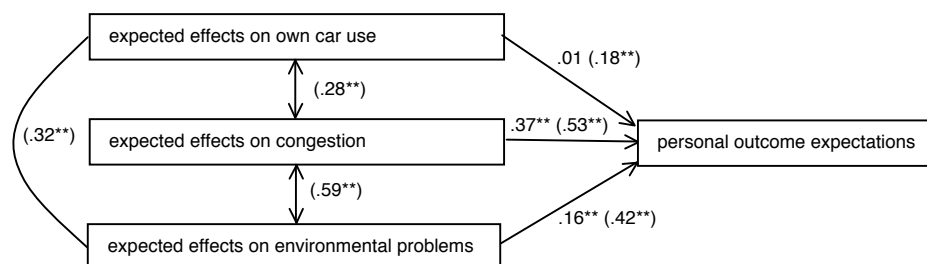 expected effects on own car use
.01 (.18**)
(.28**)
(.32**)
expected effects on congestion
.37** (.53**)
personal outcome expectations
(.59**)
.16** (.42**)
expected effects on environmental problems